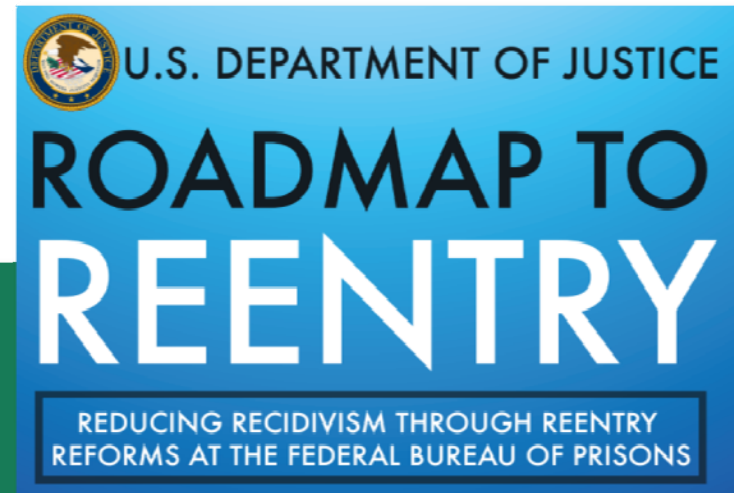 U.S. DEPARTMENT OF JUSTICE
ROADMAP TO
REENTRY
REDUCING RECIDIVISM THROUGH REENTRY
REFORMS AT THE FEDERAL BUREAU OF PRISONS